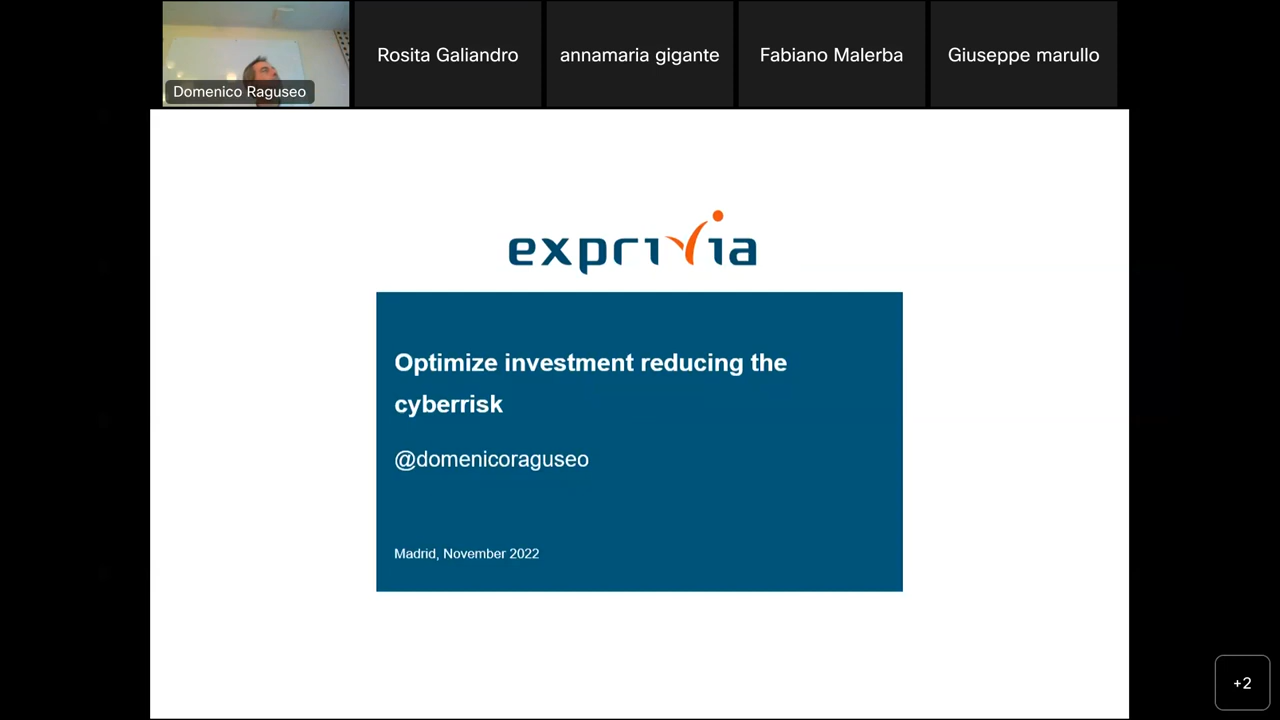 Domenico Raguseo
Rosita Galiandro
annamaria gigante
Fabiano Malerba
Giuseppe marullo
exprivia
Optimize investment reducing the
cyberrisk
@domenicoraguseo
Madrid, November 2022
+2